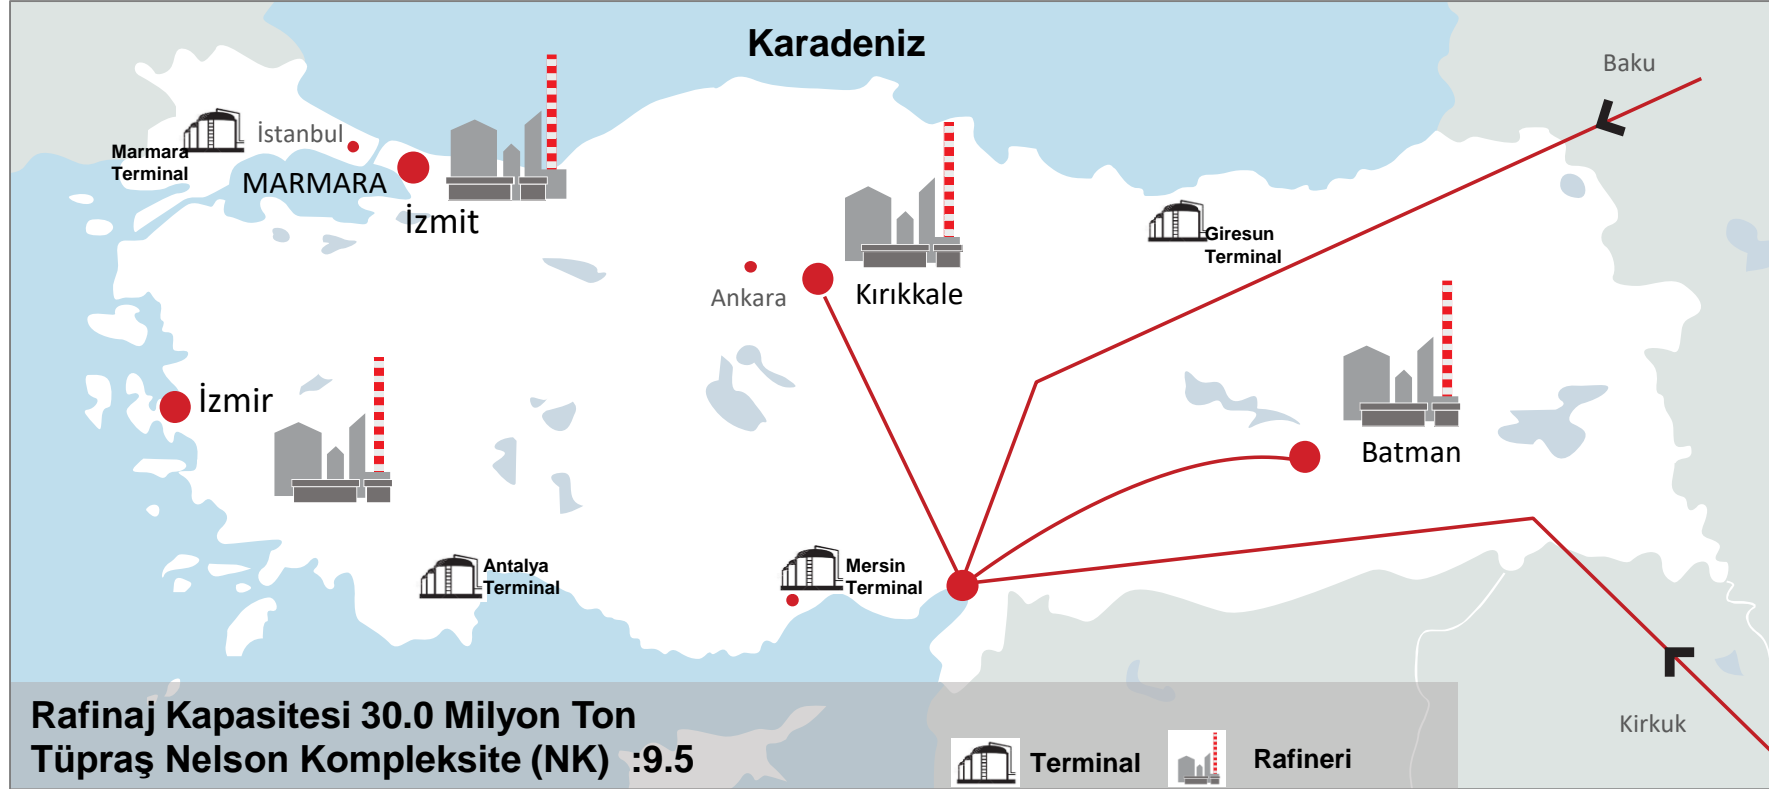 Karadeniz
Baku
İstanbul
Marmara
Terminal
MARMARA
İzmit
Giresun
Terminal
Ankara
Kırıkkale
İzmir
Batman
Antalya
Terminal
Mersin
Terminal
Kirkuk
Rafinaj Kapasitesi 30.0 Milyon Ton
Tüpraş Nelson Kompleksite (NK) :9.5
Terminal
Rafineri